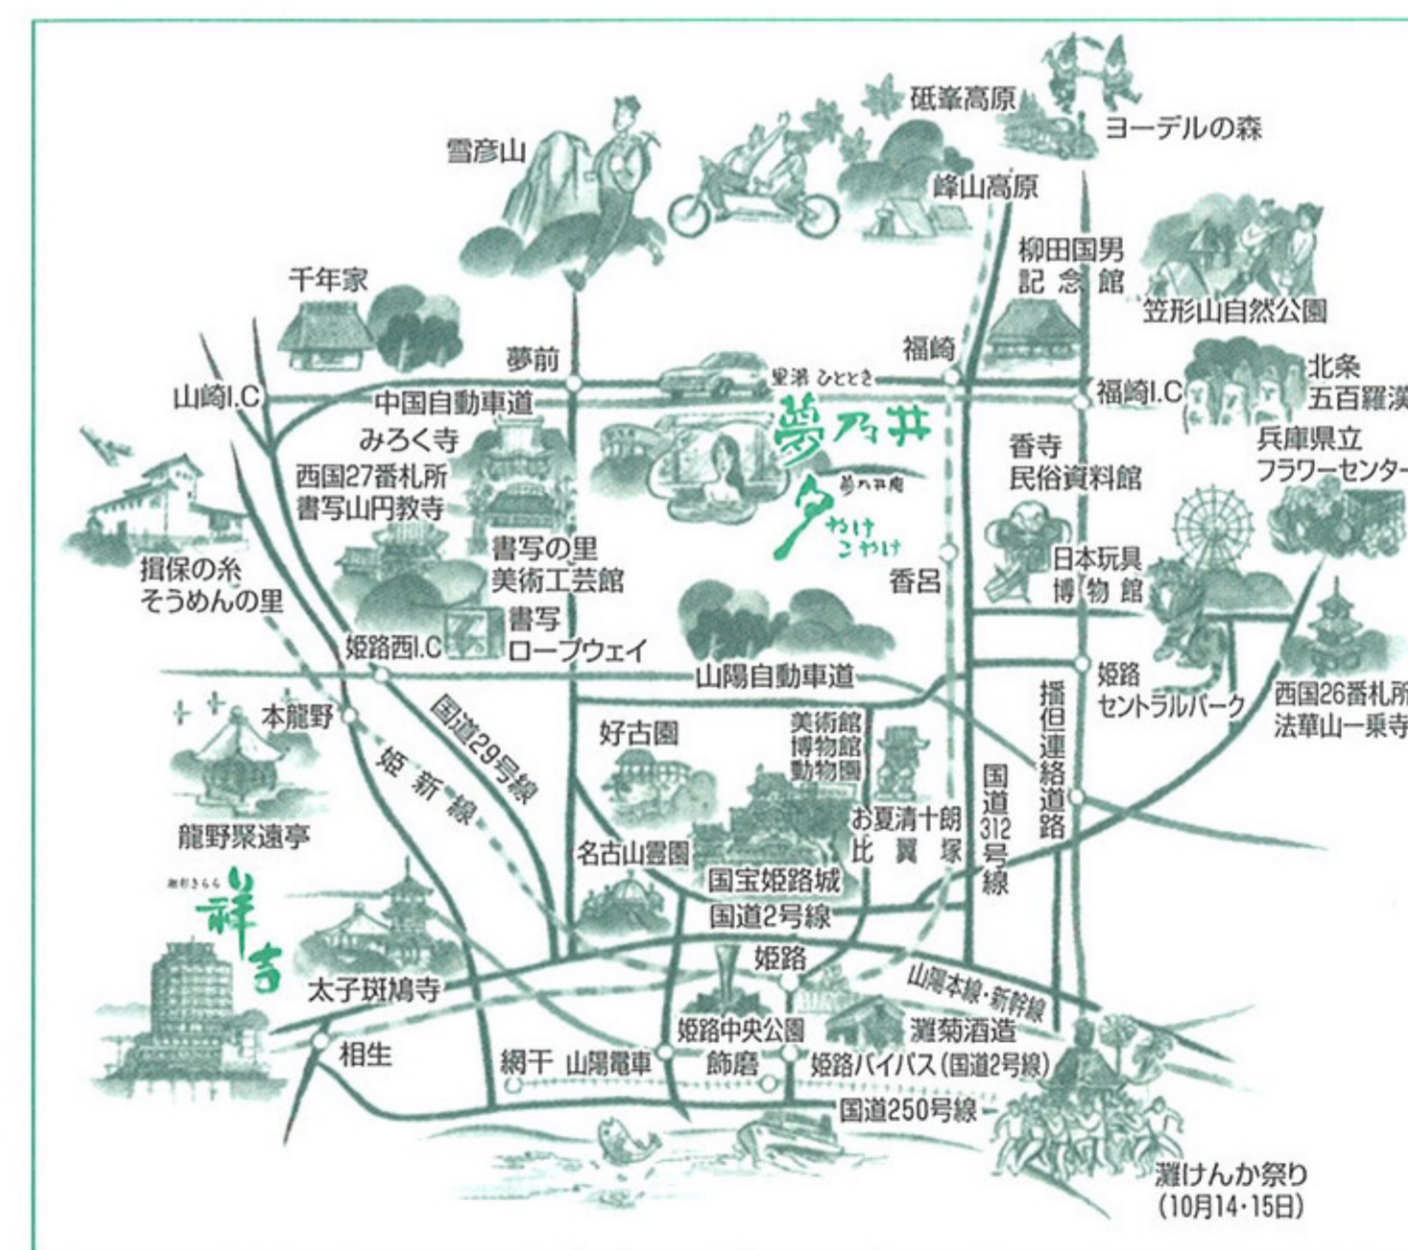 砥峯高原
ヨーデルの森
雪彦山
峰山高原
柳田国男
記念館
千年家
笠形山自然公園
夢前
福崎
里湯 ひととき
山崎I.C
中国自動車道
福崎I.C
北条
五百羅漢
夢乃井
みろく寺
西国27番札所
書写山円教寺
香寺
民俗資料館
兵庫県立
フラワーセンター
夢乃井庵
夕やけ
こやけ
揖保の糸
そうめんの里
書写の里
美術工芸館
香呂
日本玩具
博物館
姫路西I.C
書写
ロープウェイ
山陽自動車道
姫路
セントラルパーク
西国26番札所
法華山一乗寺
本龍野
国道29号線
姫新線
好古園
美術館
博物館
動物園
播但連絡道路
国道312号線
龍野聚遠亭
名古山霊園
お夏清十朗
比翼塚
国宝姫路城
国道2号線
祥吉
太子斑鳩寺
姫路
山陽本線・新幹線
姫路中央公園
灘菊酒造
相生
網干
山陽電車
飾磨
姫路バイパス(国道2号線)
国道250号線
灘けんか祭り
(10月14・15日)